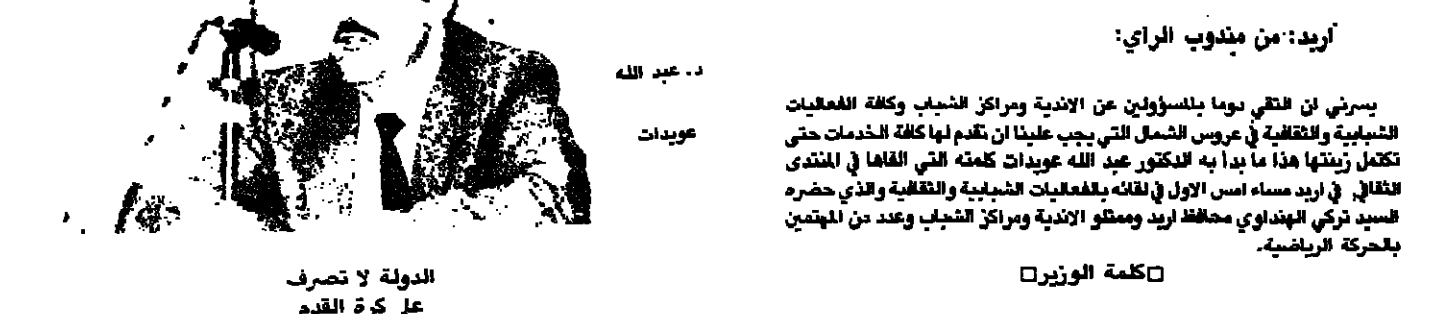 اربد: من مندوب الراي:
يسرني ان التقي دوما بالمسؤولين عن الاندية ومراكز الشباب وكافة الفعاليات
الشبابية والثقافية في عروس الشمال التي يجب علينا ان نقدم لها كافة الخدمات حتى
تكتمل زينتها هذا ما بدأ به الدكتور عبد الله عويدات كلمته التي القاها في المنتدى
الثقافي في اربد مساء امس الاول في لقائه بالفعاليات الشبابية والثقافية والذي حضره
السيد تركي الهنداوي محافظ اربد وممثلو الاندية ومراكز الشباب وعدد من المهتمين
بالحركة الرياضية.
□كلمة الوزير□
د. عبد الله
عويدات
الدولة لا تصرف
على كرة القدم